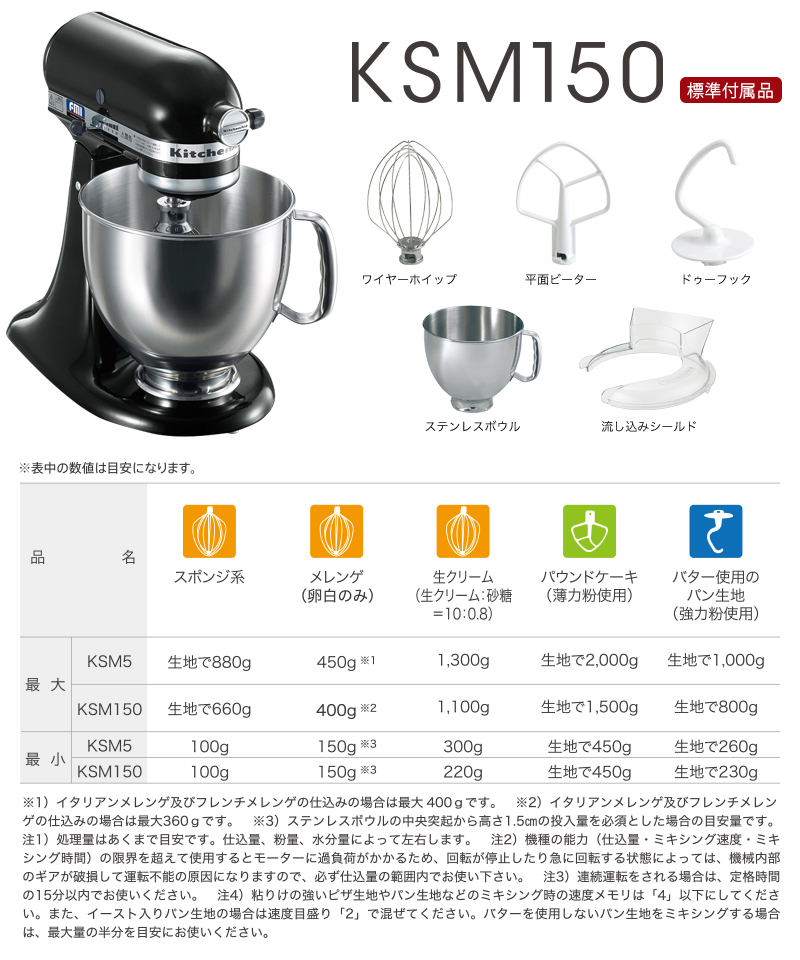 KSM150
標準付属品
FMI
KitchenAid
ワイヤーホイップ
平面ビーター
ドゥーフック
ステンレスボウル
流し込みシールド
※表中の数値は目安になります。
品 名
スポンジ系
メレンゲ
(卵白のみ)
生クリーム
(生クリーム:砂糖
=10:0.8)
パウンドケーキ
(薄力粉使用)
バター使用の
パン生地
(強力粉使用)
最 大
KSM5 生地で880g 450g ※1 1,300g 生地で2,000g 生地で1,000g
KSM150 生地で660g 400g ※2 1,100g 生地で1,500g 生地で800g
最 小
KSM5 100g 150g ※3 300g 生地で450g 生地で260g
KSM150 100g 150g ※3 220g 生地で450g 生地で230g
※1)イタリアンメレンゲ及びフレンチメレンゲの仕込みの場合は最大 400gです。 ※2)イタリアンメレンゲ及びフレンチメレン
ゲの仕込みの場合は最大360gです。 ※3)ステンレスボウルの中央突起から高さ1.5㎝の投入量を必須とした場合の目安量です。
注1)処理量はあくまで目安です。仕込量、粉量、水分量によって左右します。 注2)機種の能力(仕込量・ミキシング速度・ミキ
シング時間)の限界を超えて使用するとモーターに過負荷がかかるため、回転が停止したり急に回転する状態によっては、機械内部
のギアが破損して運転不能の原因になりますので、必ず仕込量の範囲内でお使い下さい。 注3)連続運転をされる場合は、定格時間
の15分以内でお使いください。 注4)粘りけの強いピザ生地やパン生地などのミキシング時の速度メモリは「4」以下にしてくださ
い。また、イースト入りパン生地の場合は速度目盛り「2」で混ぜてください。バターを使用しないパン生地をミキシングする場合
は、最大量の半分を目安にお使いください。